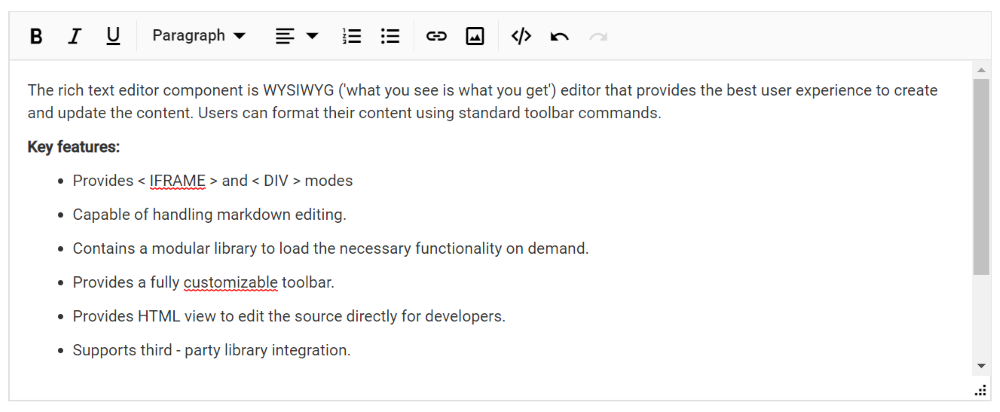 B I U Paragraph
The rich text editor component is WYSIWYG ('what you see is what you get') editor that provides the best user experience to create
and update the content. Users can format their content using standard toolbar commands.
Key features:
Provides < IFRAME > and < DIV > modes
Capable of handling markdown editing.
Contains a modular library to load the necessary functionality on demand.
Provides a fully customizable toolbar.
Provides HTML view to edit the source directly for developers.
Supports third - party library integration.